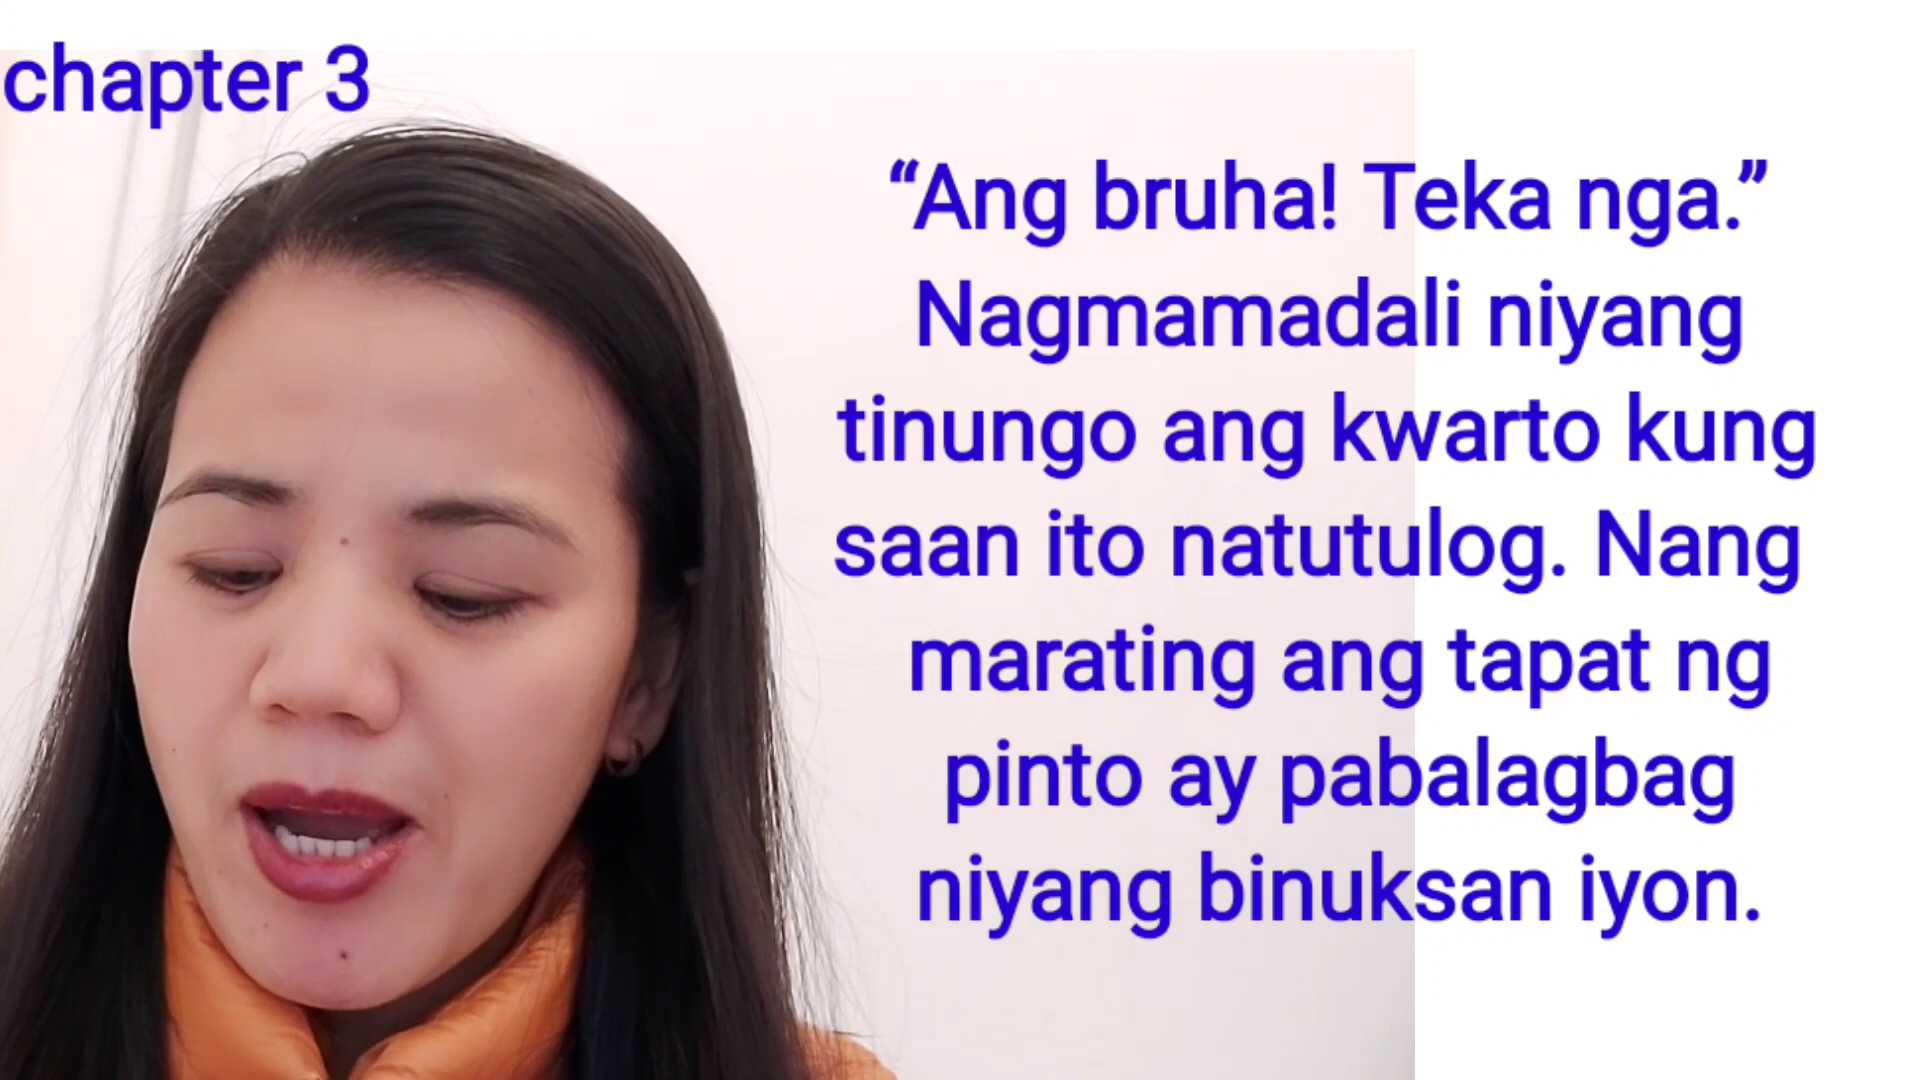 chapter 3
“Ang bruha! Teka nga.”
Nagmamadali niyang
tinungo ang kwarto kung
saan ito natutulog. Nang
marating ang tapat ng
pinto ay pabalagbag
niyang binuksan iyon.